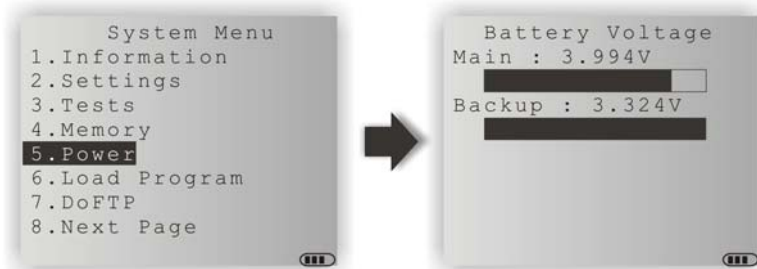 System Menu
1.Information
2.Settings
3.Tests
4.Memory
5.Power
6.Load Program
7.DoFTP
8.Next Page
Battery Voltage
Main : 3.994V
Backup : 3.324V